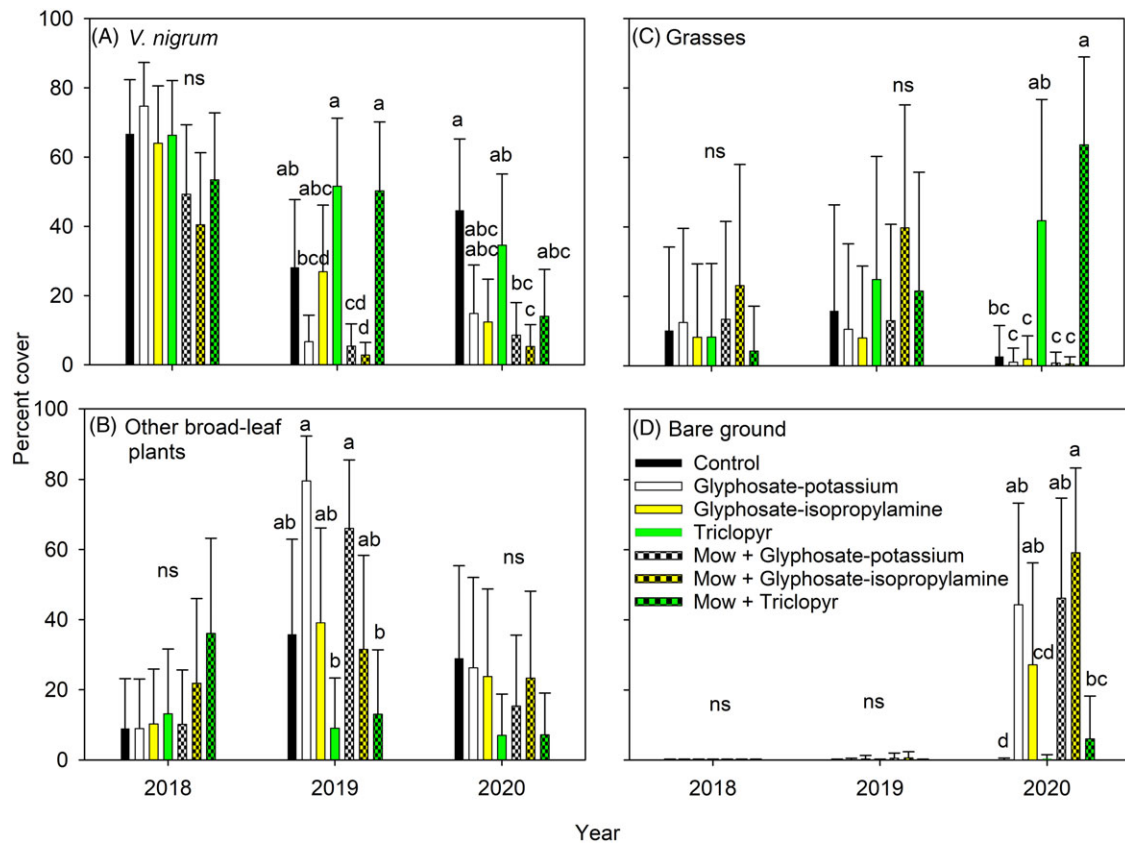 Percent cover
100
80
60
40
20
0
(A) V. nigrum
ns
ab
bcd
abc
a
cd
d
a
a
abc
abc
ab
bc
c
abc
(C) Grasses
ns
ns
bc
c
c
ab
c
c
a
100
80
60
40
20
0
(B) Other broad-leaf
plants
ns
ab
a
ab
b
a
ab
b
ns
2018
2019
2020
(D) Bare ground
Control
Glyphosate-potassium
Glyphosate-isopropylamine
Triclopyr
Mow + Glyphosate-potassium
Mow + Glyphosate-isopropylamine
Mow + Triclopyr
ns
ns
d
ab
ab
cd
ab
a
bc
2018
2019
2020
Year